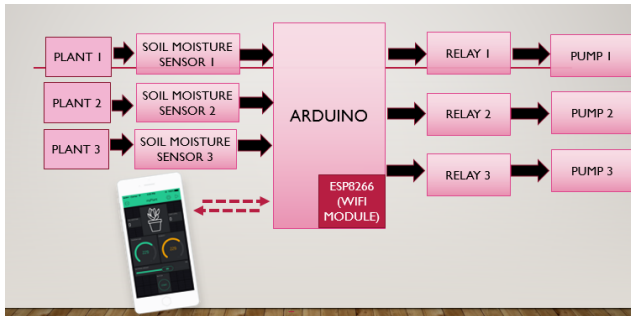 PLANT 1
SOIL MOISTURE
SENSOR 1
RELAY 1
PUMP 1
PLANT 2
SOIL MOISTURE
SENSOR 2
ARDUINO
RELAY 2
PUMP 2
PLANT 3
SOIL MOISTURE
SENSOR 3
RELAY 3
PUMP 3
ESP8266
(WIFI
MODULE)